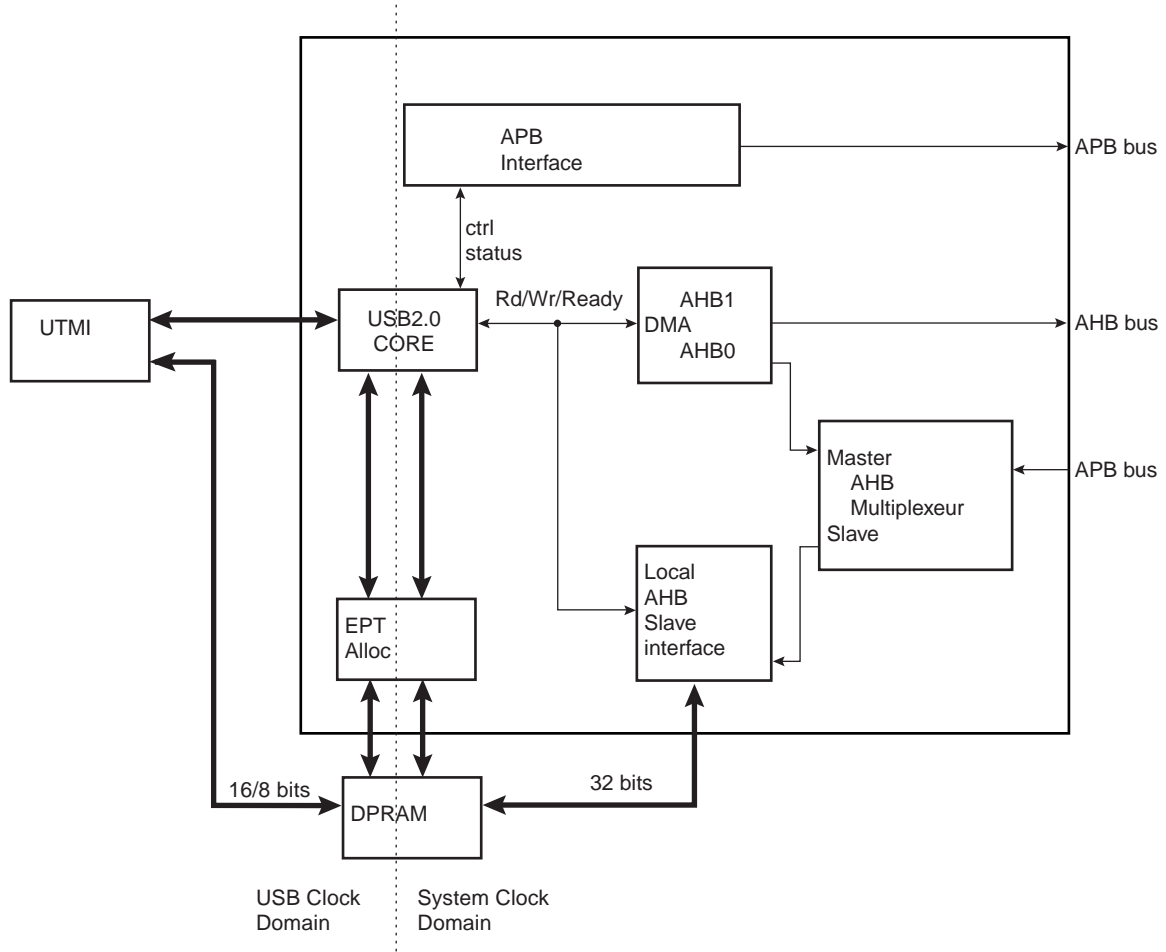 APB
Interface
APB bus
ctrl
status
Rd/Wr/Ready
UTMI
USB2.0
CORE
AHB1
DMA
AHB0
AHB bus
Master
AHB
Multiplexeur
Slave
APB bus
Local
AHB
Slave
interface
EPT
Alloc
16/8 bits
DPRAM
32 bits
USB Clock
Domain
System Clock
Domain